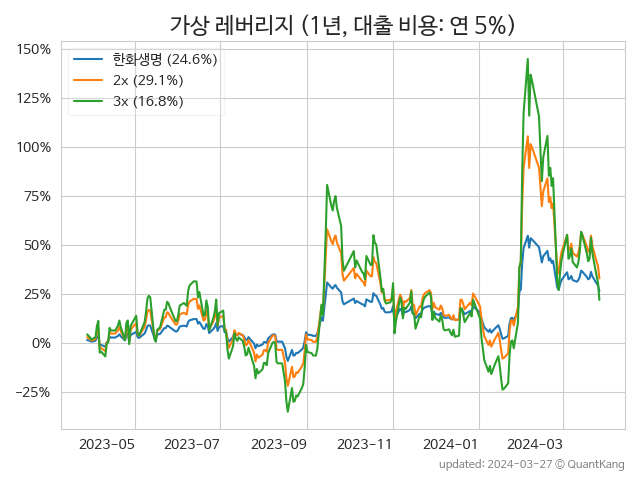 가상 레버리지 (1년, 대출 비용: 연 5%)
한화생명 (24.6%)
2x (29.1%)
3x (16.8%)
150%
125%
100%
75%
50%
25%
0%
−25%
2023-05
2023-07
2023-09
2023-11
2024-01
2024-03
updated: 2024-03-27 © QuantKang